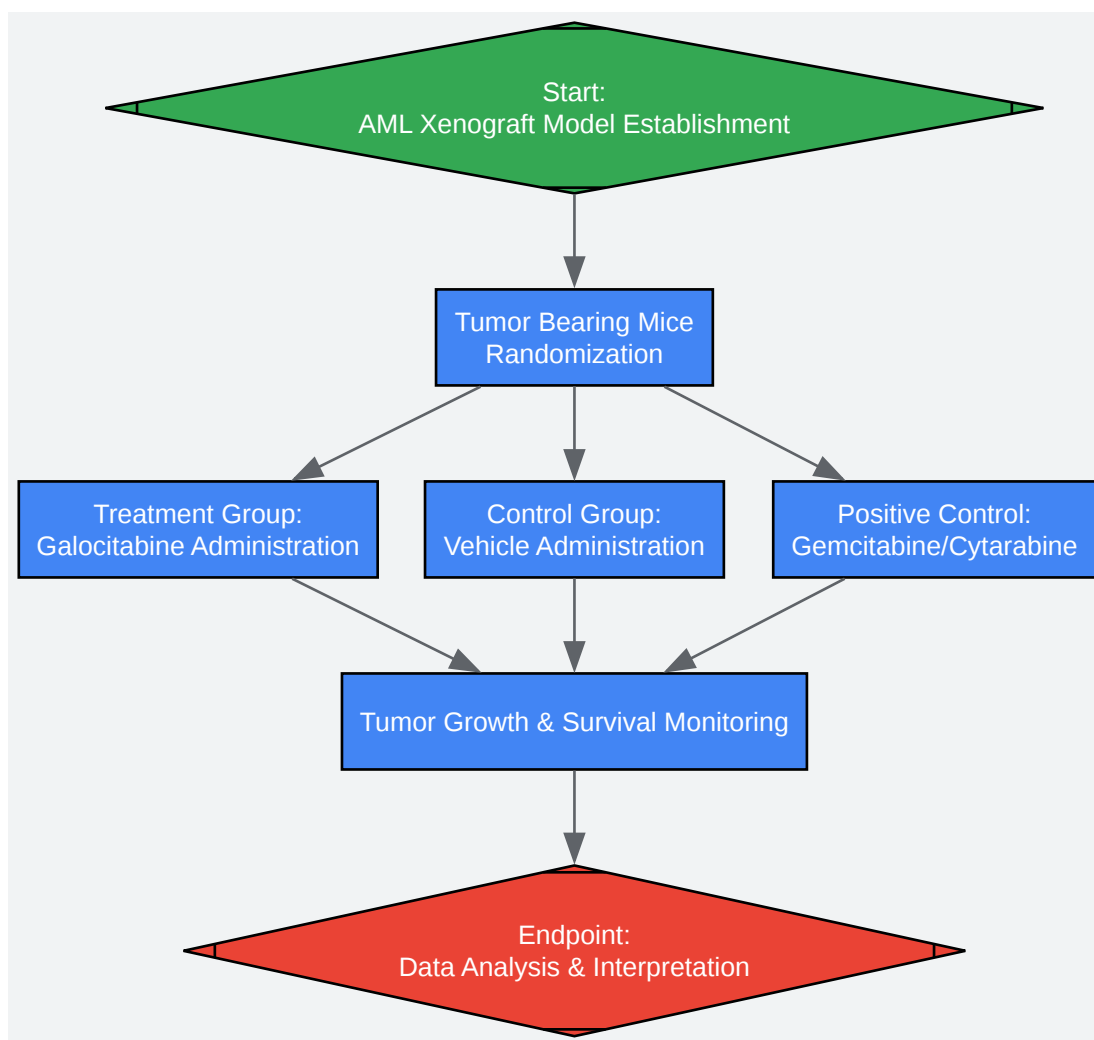 Start:
AML Xenograft Model Establishment
Tumor Bearing Mice
Randomization
Treatment Group:
Galocitabine Administration
Control Group:
Vehicle Administration
Positive Control:
Gemcitabine/Cytarabine
Tumor Growth & Survival Monitoring
Endpoint:
Data Analysis & Interpretation